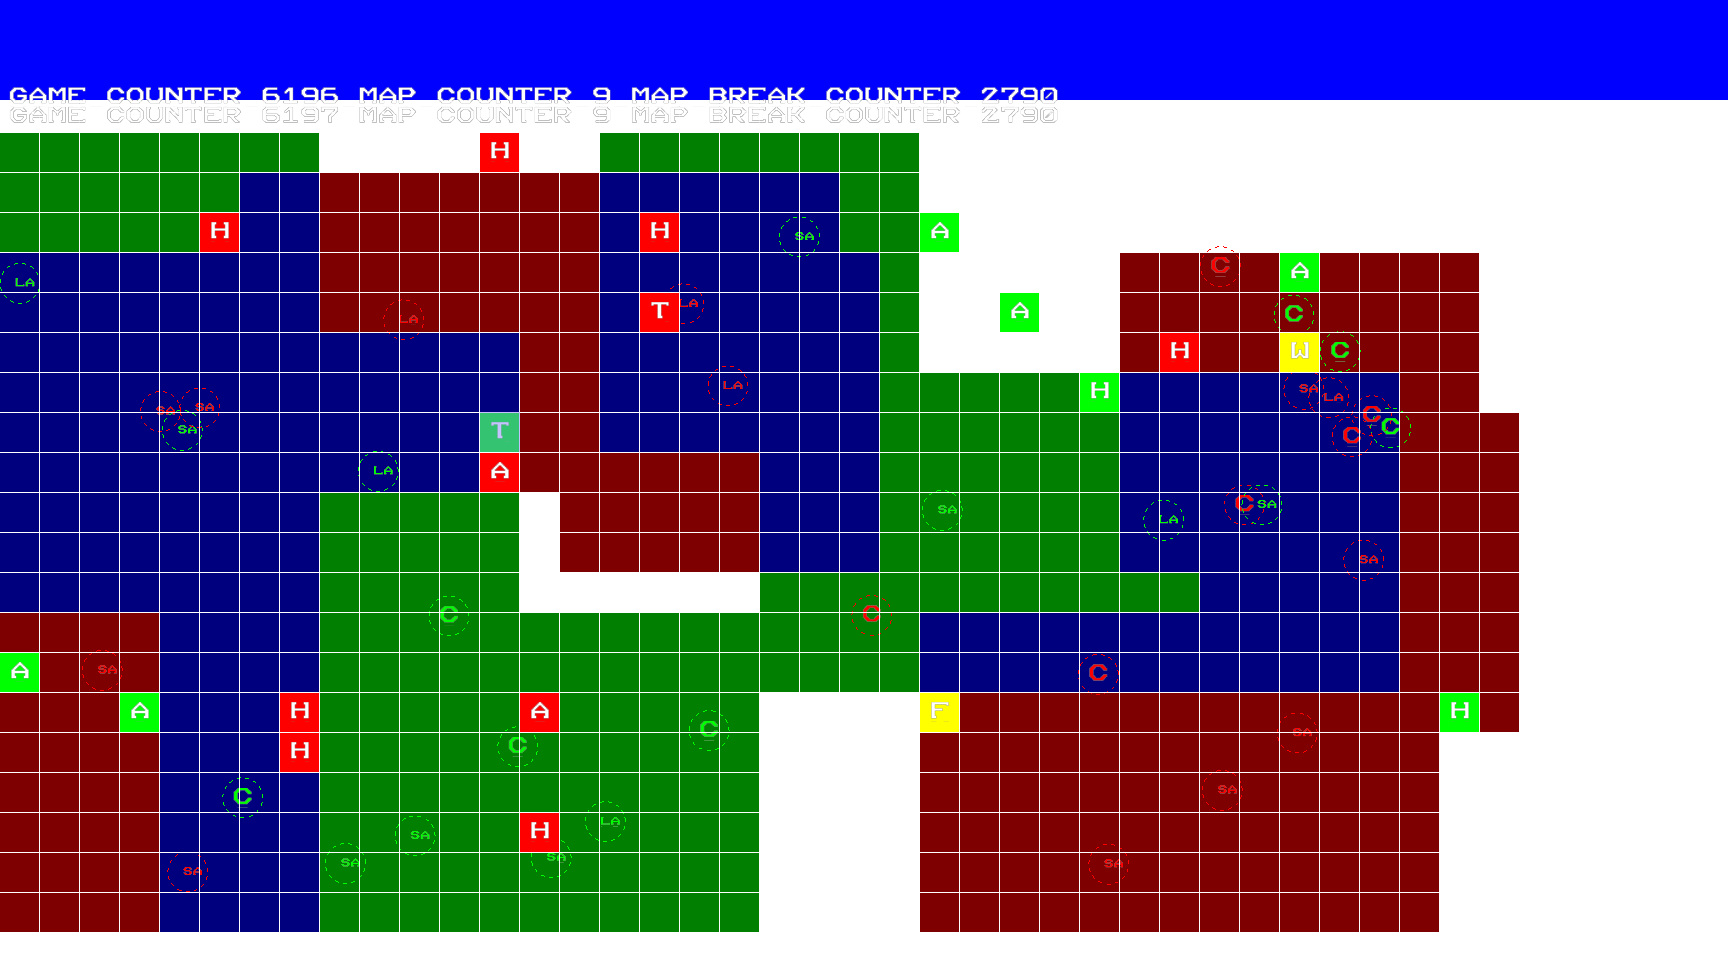 GAME COUNTER 6196 MAP COUNTER 9 MAP BREAK COUNTER 2790
GAME COUNTER 6197 MAP COUNTER 9 MAP BREAK COUNTER 2790
H
H H SA A
C A
LA
T LA A C
LA
H W C
H
LA SA LA
SA SA C
SA T C C
LA A
C SA
SA LA
SA
C C
A SA C
A H A F H
C SA
H C
SA
C
LA
SA H
SA SA SA
SA